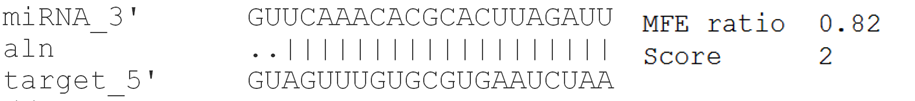 miRNA_3' GUUCAAACACGCACUUAGAUU
aln ..|||||||||||||||||||
target_5' GUAGUUUGUGCGUGAAUCUAA
MFE ratio 0.82
Score 2